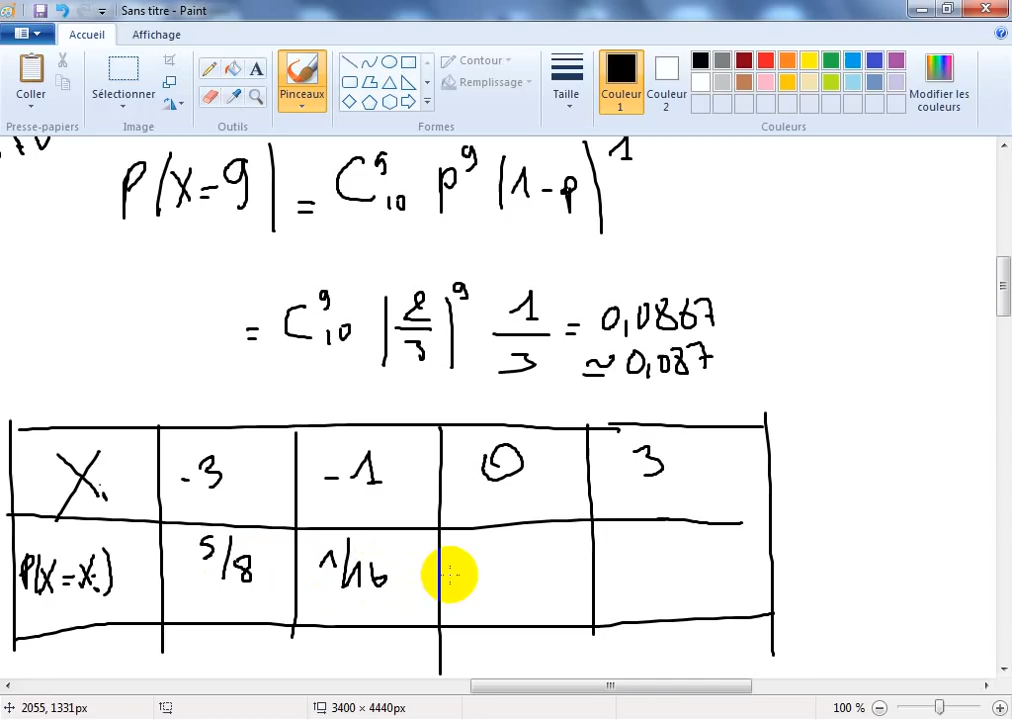 Sans titre - Paint
Accueil Affichage
Coller
Sélectionner
Pinceaux
Contour
Remplissage
Taille
Couleur 1
Couleur 2
Modifier les couleurs
Presse-papiers Image Outils Formes Couleurs
P(X=9) = C⁹₁₀ p⁹ (1-p)¹
= C⁹₁₀ (2/3)⁹ 1/3 = 0,0867
≃ 0,087
Xᵢ -3 -1 0 3
P(X=Xᵢ) 5/8 1/16
2055, 1331px 3400 × 4440px 100 %